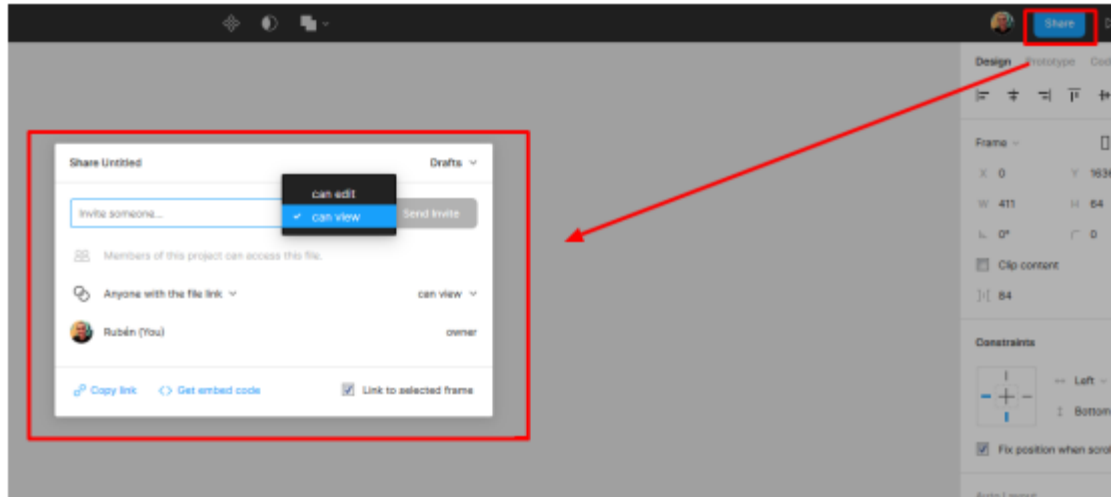 Share
Design Prototype
Frame
X 0 Y
W 411 H 64
0° 0
Clip content
84
Constraints
Left
Bottom
Fix position when
Share Untitled Drafts
can edit
Invite someone... can view Send Invite
Members of this project can access this file.
Anyone with the file link can view
Rubén (You) owner
Copy link <> Get embed code Link to selected frame